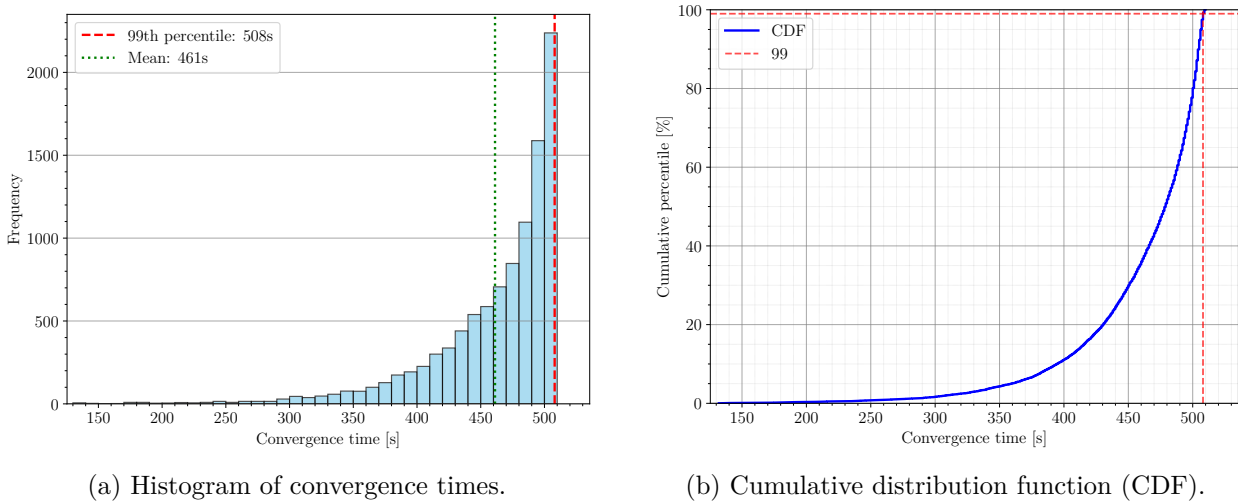 99th percentile: 508s
Mean: 461s
2000
1500
1000
500
0
Frequency
150 200 250 300 350 400 450 500
Convergence time [s]
(a) Histogram of convergence times.
CDF
99
100
80
60
40
20
0
Cumulative percentile [%]
150 200 250 300 350 400 450 500
Convergence time [s]
(b) Cumulative distribution function (CDF).